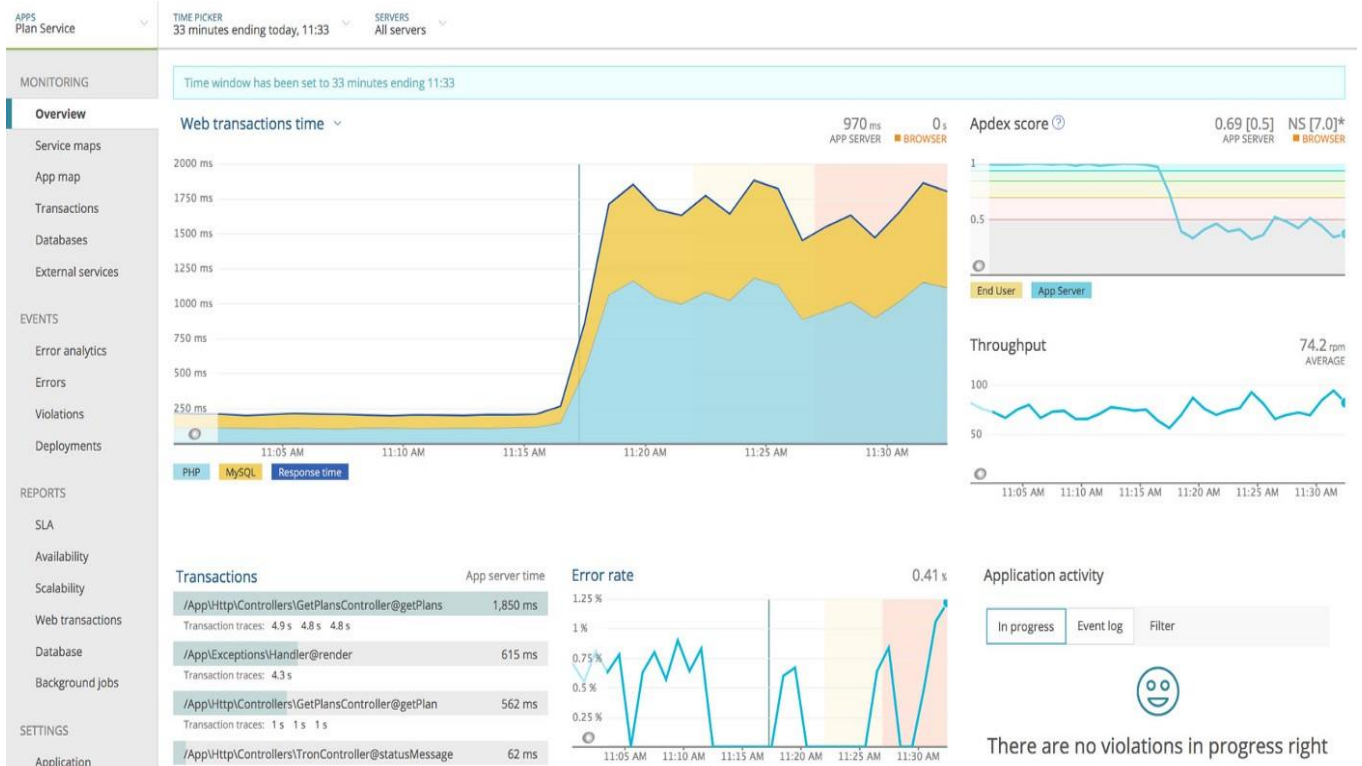 APPS
Plan Service
TIME PICKER
33 minutes ending today, 11:33
SERVERS
All servers
MONITORING
Overview
Service maps
App map
Transactions
Databases
External services
EVENTS
Error analytics
Errors
Violations
Deployments
REPORTS
SLA
Availability
Scalability
Web transactions
Database
Background jobs
SETTINGS
Application
Time window has been set to 33 minutes ending 11:33
Web transactions time
970 ms
APP SERVER
0 s
BROWSER
2000 ms
1750 ms
1500 ms
1250 ms
1000 ms
750 ms
500 ms
250 ms
11:05 AM 11:10 AM 11:15 AM 11:20 AM 11:25 AM 11:30 AM
PHP MySQL Response time
Apdex score ?
0.69 [0.5]
APP SERVER
NS [7.0]*
BROWSER
1
0.5
End User App Server
Throughput
74.2 rpm
AVERAGE
100
50
11:05 AM 11:10 AM 11:15 AM 11:20 AM 11:25 AM 11:30 AM
Transactions App server time
/App\Http\Controllers\GetPlansController@getPlans 1,850 ms
Transaction traces: 4.9 s 4.8 s 4.8 s
/App\Exceptions\Handler@render 615 ms
Transaction traces: 4.3 s
/App\Http\Controllers\GetPlansController@getPlan 562 ms
Transaction traces: 1 s 1 s 1 s
/App\Http\Controllers\TronController@statusMessage 62 ms
Error rate
0.41 %
1.25 %
1 %
0.75 %
0.5 %
0.25 %
11:05 AM 11:10 AM 11:15 AM 11:20 AM 11:25 AM 11:30 AM
Application activity
In progress Event log Filter
There are no violations in progress right